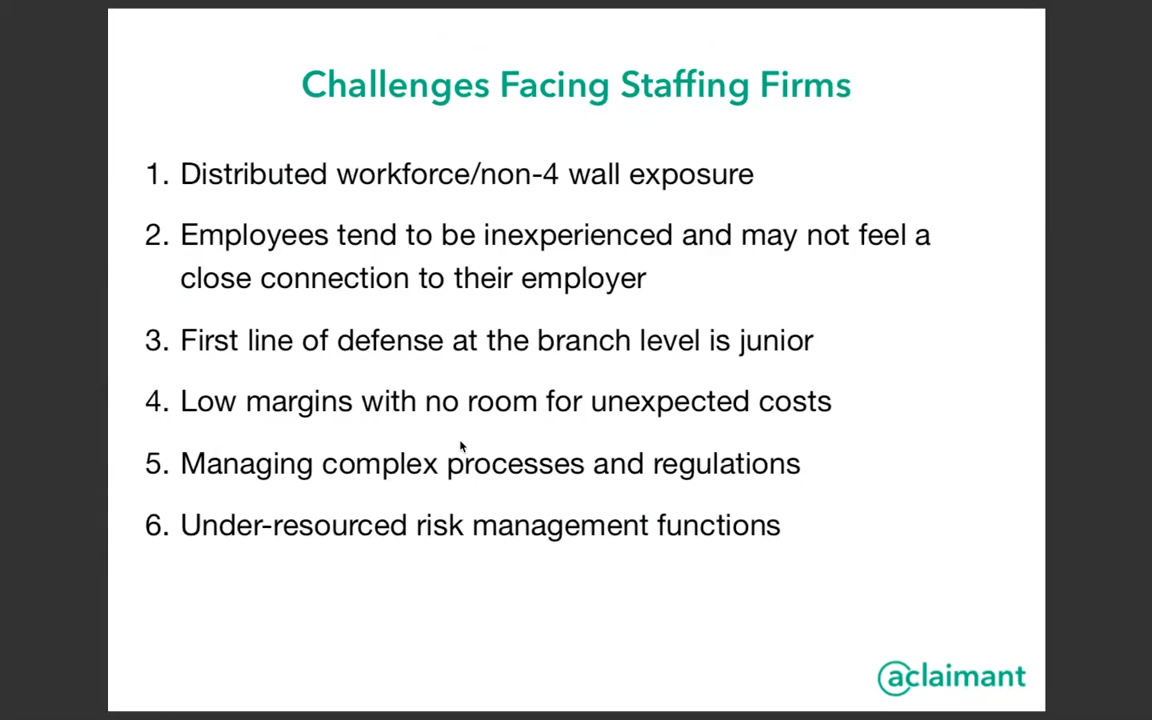 Challenges Facing Staffing Firms
1. Distributed workforce/non-4 wall exposure
2. Employees tend to be inexperienced and may not feel a
close connection to their employer
3. First line of defense at the branch level is junior
4. Low margins with no room for unexpected costs
5. Managing complex processes and regulations
6. Under-resourced risk management functions
aclaimant